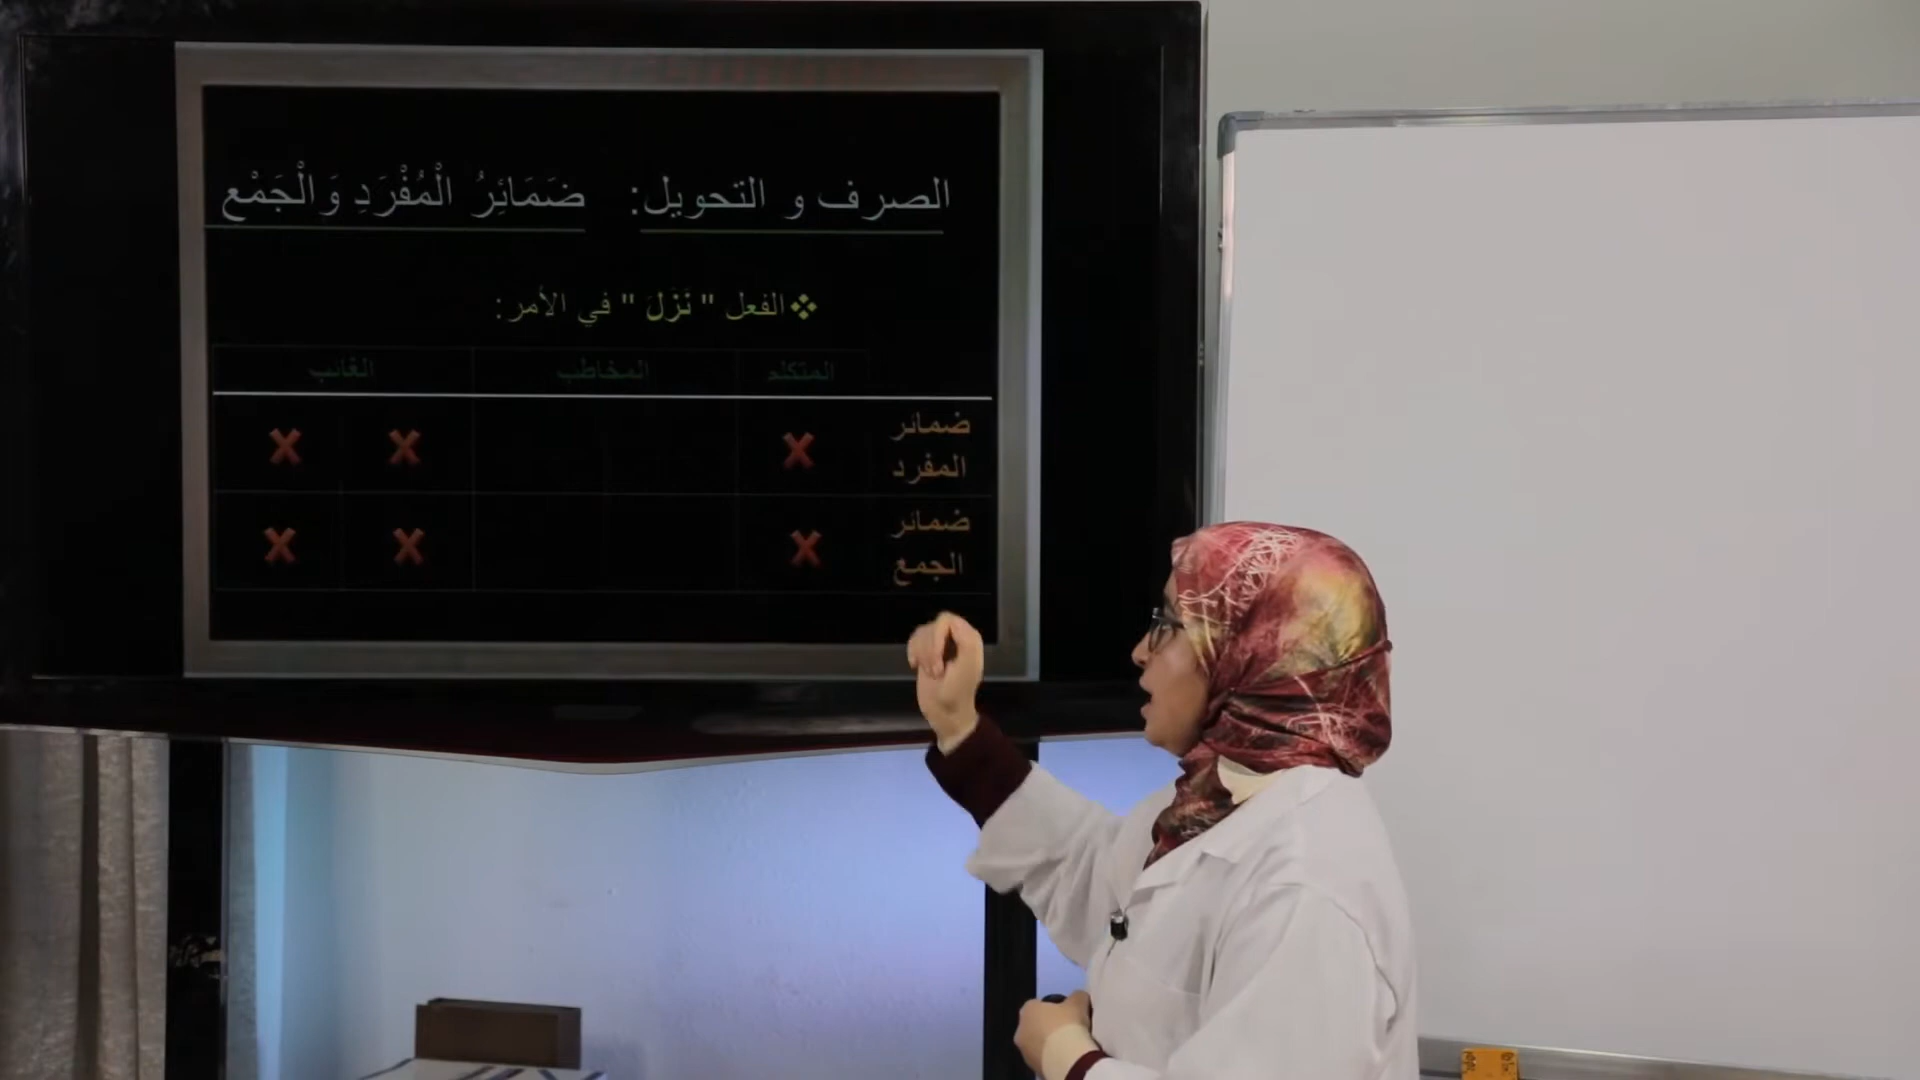 الصرف و التحويل: ضَمَائِرُ الْمُفْرَدِ وَالْجَمْع
❖الفعل " نَزَلَ " في الأمر:
المتكلم المخاطب الغائب
ضمائر
المفرد
X X X
ضمائر
الجمع
X X X